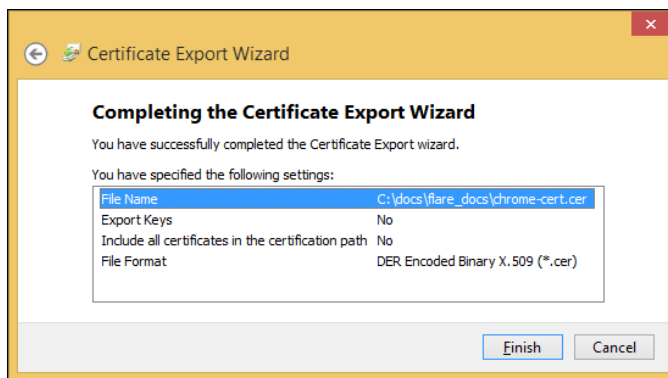 Certificate Export Wizard
Completing the Certificate Export Wizard
You have successfully completed the Certificate Export wizard.
You have specified the following settings:
File Name C:\docs\flare_docs\chrome-cert.cer
Export Keys No
Include all certificates in the certification path No
File Format DER Encoded Binary X.509 (*.cer)
Finish Cancel